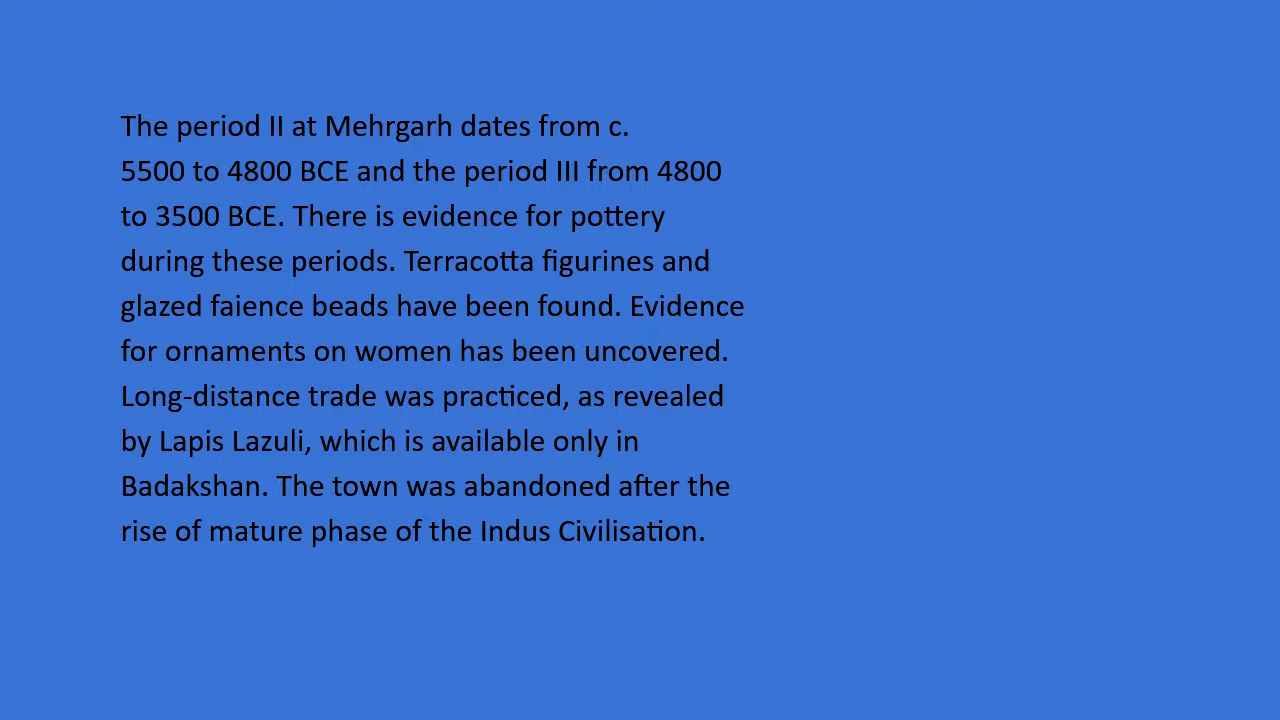 The period II at Mehrgarh dates from c.
5500 to 4800 BCE and the period III from 4800
to 3500 BCE. There is evidence for pottery
during these periods. Terracotta figurines and
glazed faience beads have been found. Evidence
for ornaments on women has been uncovered.
Long-distance trade was practiced, as revealed
by Lapis Lazuli, which is available only in
Badakshan. The town was abandoned after the
rise of mature phase of the Indus Civilisation.